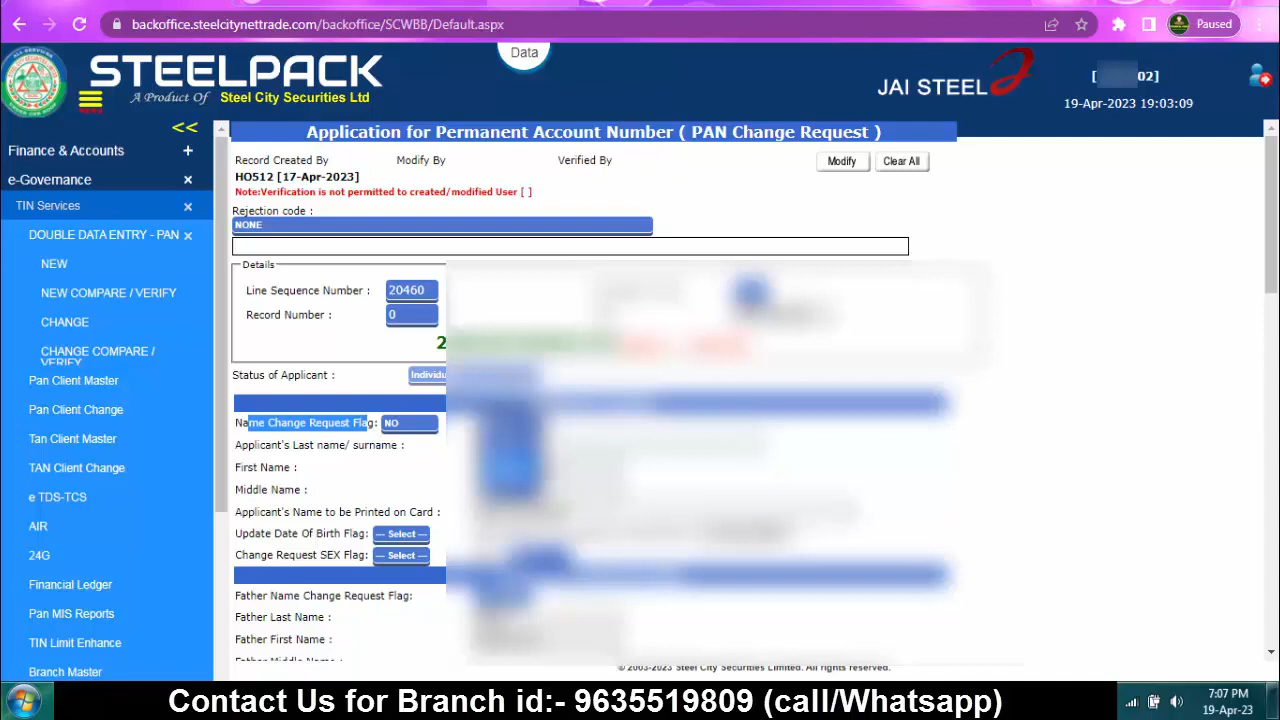 backoffice.steelcitynettrade.com/backoffice/SCWBB/Default.aspx
Paused
STEELPACK
A Product Of Steel City Securities Ltd
MENU
Data
JAI STEEL
[ 02]
19-Apr-2023 19:03:09
<<
Finance & Accounts +
e-Governance ×
TIN Services ×
DOUBLE DATA ENTRY - PAN ×
NEW
NEW COMPARE / VERIFY
CHANGE
CHANGE COMPARE /
VERIFY
Pan Client Master
Pan Client Change
Tan Client Master
TAN Client Change
e TDS-TCS
AIR
24G
Financial Ledger
Pan MIS Reports
TIN Limit Enhance
Branch Master
Application for Permanent Account Number ( PAN Change Request )
Record Created By Modify By Verified By Modify Clear All
HO512 [17-Apr-2023]
Note:Verification is not permitted to created/modified User [ ]
Rejection code :
NONE
Details
Line Sequence Number : 20460
Record Number : 0
2
Status of Applicant : Individu
Name Change Request Flag: NO
Applicant's Last name/ surname :
First Name :
Middle Name :
Applicant's Name to be Printed on Card :
Update Date Of Birth Flag: --- Select ---
Change Request SEX Flag: --- Select ---
Father Name Change Request Flag:
Father Last Name :
Father First Name :
Father Middle Name :
© 2003-2023 Steel City Securities Limited. All rights reserved.
Contact Us for Branch id:- 9635519809 (call/Whatsapp)
7:07 PM
19-Apr-23